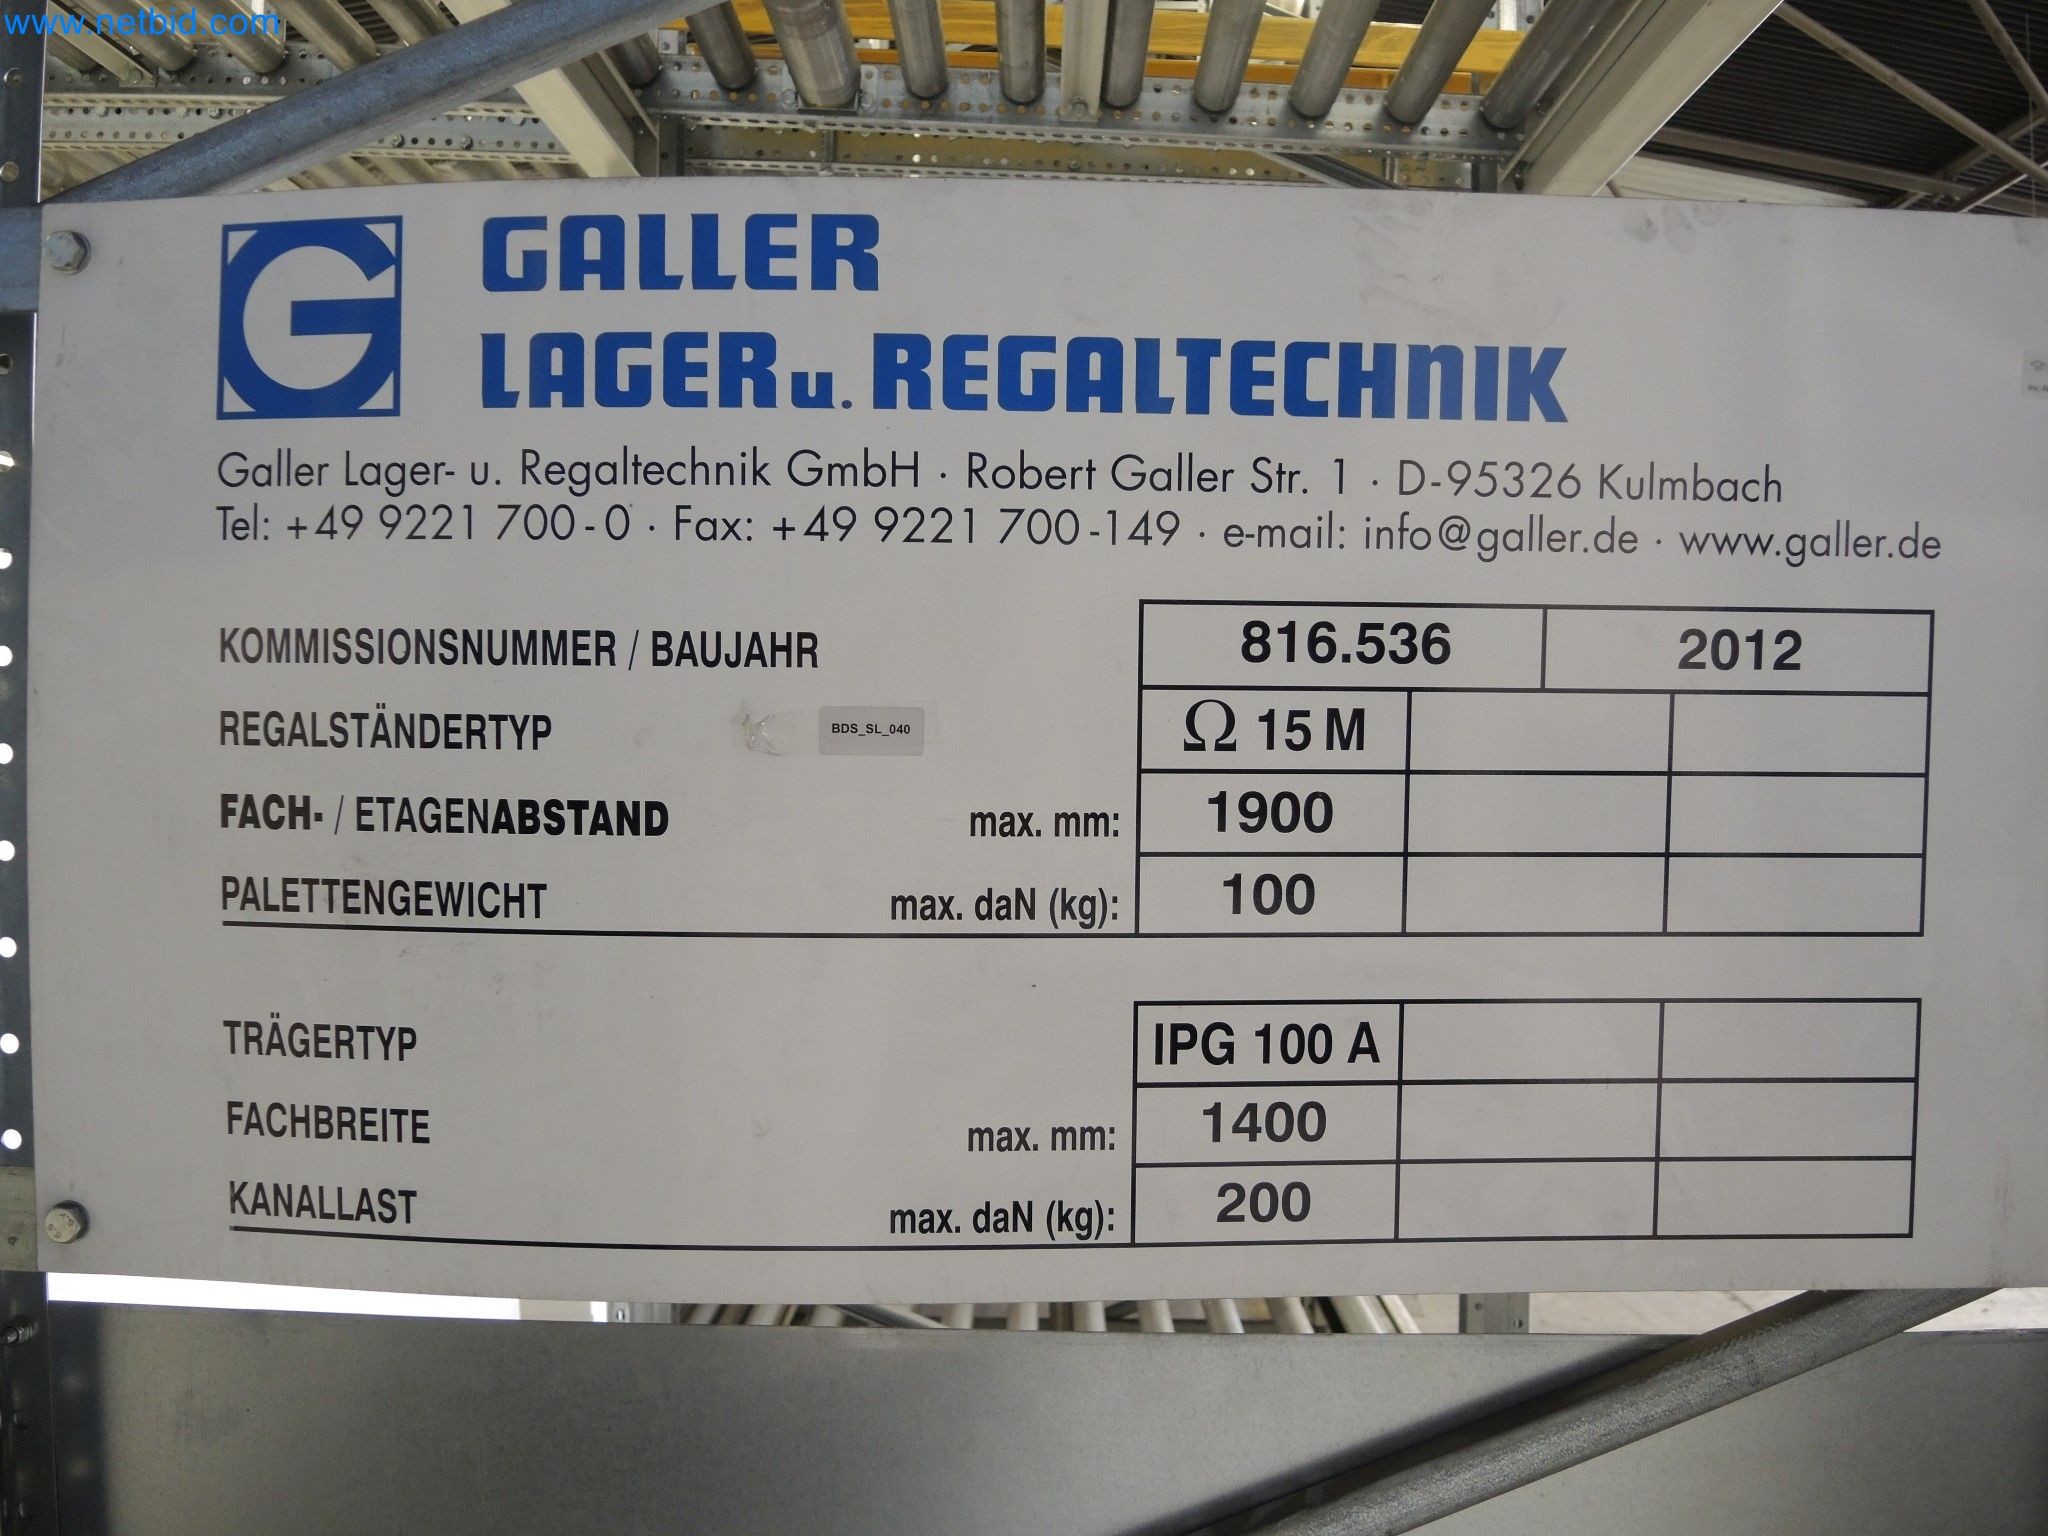 www.netbid.com
G GALLER
LAGER u. REGALTECHNIK
Galler Lager- u. Regaltechnik GmbH · Robert Galler Str. 1 · D-95326 Kulmbach
Tel: +49 9221 700-0 · Fax: +49 9221 700-149 · e-mail: info@galler.de · www.galler.de
KOMMISSIONSNUMMER / BAUJAHR 816.536 2012
REGALSTÄNDERTYP BDS_SL_040 Ω 15 M
FACH- / ETAGENABSTAND max. mm: 1900
PALETTENGEWICHT max. daN (kg): 100
TRÄGERTYP IPG 100 A
FACHBREITE max. mm: 1400
KANALLAST max. daN (kg): 200